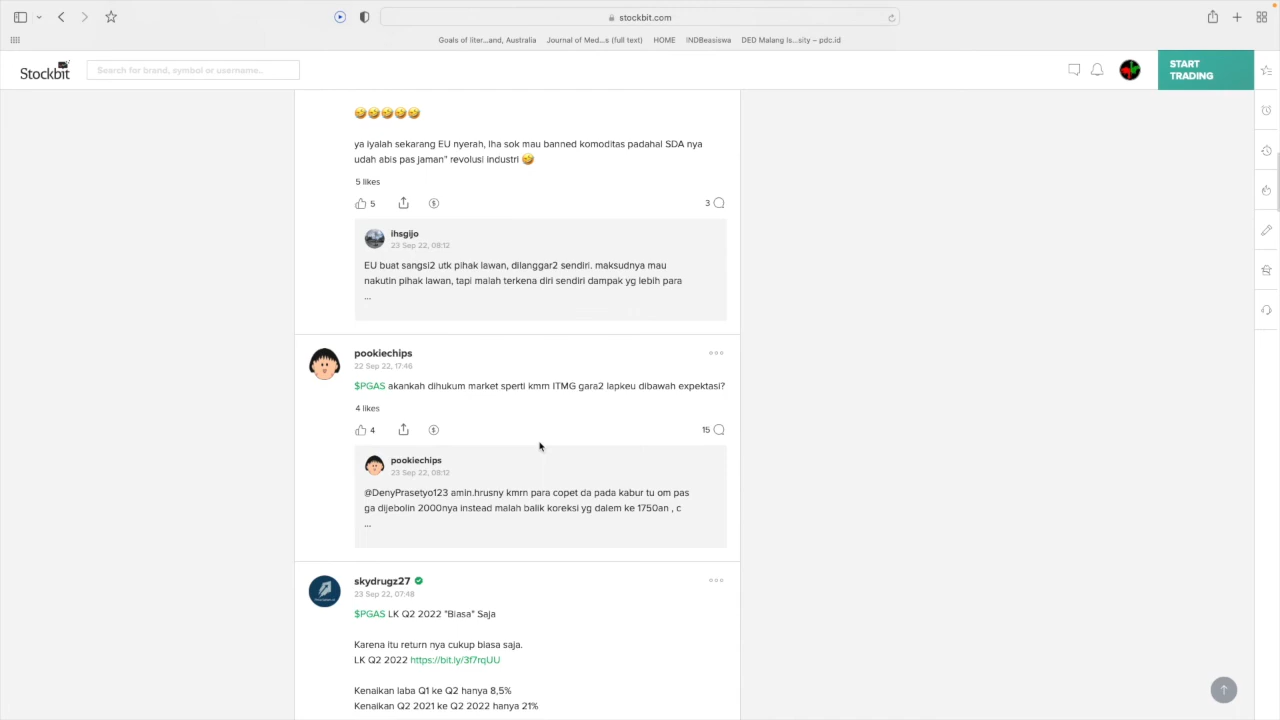 stockbit.com
Goals of liter...and, Australia
Journal of Med...s (full text)
HOME
INDBeasiswa
DED Malang Is...sity – pdc.id
Stockbit
Search for brand, symbol or username..
START
TRADING
🤣🤣🤣🤣🤣
ya iyalah sekarang EU nyerah, lha sok mau banned komoditas padahal SDA nya
udah abis pas jaman" revolusi industri 🤣
5 likes
5
3
ihsgijo
23 Sep 22, 08:12
EU buat sangsi2 utk pihak lawan, dilanggar2 sendiri. maksudnya mau
nakutin pihak lawan, tapi malah terkena diri sendiri dampak yg lebih para
...
pookiechips
22 Sep 22, 17:46
$PGAS akankah dihukum market sperti kmrn ITMG gara2 lapkeu dibawah expektasi?
4 likes
4
15
pookiechips
23 Sep 22, 08:12
@DenyPrasetyo123 amin.hrusny kmrn para copet da pada kabur tu om pas
ga dijebolin 2000nya instead malah balik koreksi yg dalem ke 1750an , c
...
skydrugz27
23 Sep 22, 07:48
$PGAS LK Q2 2022 "Biasa" Saja
Karena itu return nya cukup biasa saja.
LK Q2 2022 https://bit.ly/3f7rqUU
Kenaikan laba Q1 ke Q2 hanya 8,5%
Kenaikan Q2 2021 ke Q2 2022 hanya 21%